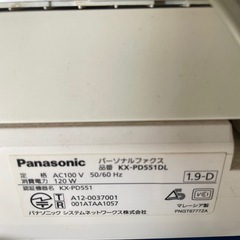 Panasonic パーソナルファクス
品番 KX-PD551DL
定 格 AC100 V 50/60 Hz
消費電力 120 W
1.9-D
認証機器名 KX-PD551
A12-0037001
001ATAA1057
マレーシア製
PNGT6777ZA
パナソニック システムネットワークス株式会社